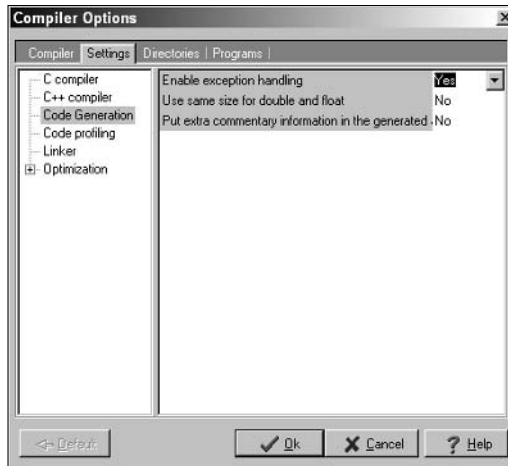 Compiler Options
Compiler Settings Directories | Programs |
C compiler
C++ compiler
Code Generation
Code profiling
Linker
Optimization
Enable exception handling Yes
Use same size for double and float No
Put extra commentary information in the generated No
Default
Ok
Cancel
? Help